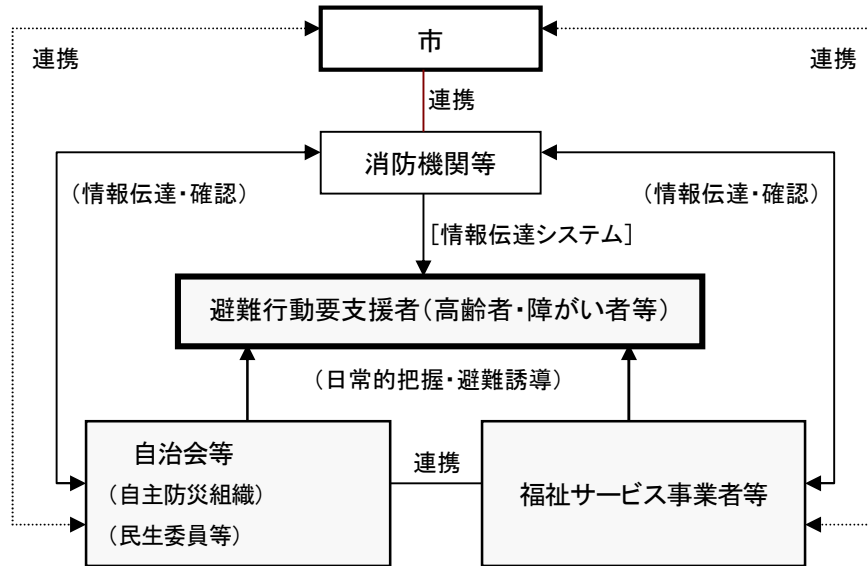 市
連携
連携
連携
消防機関等
(情報伝達・確認)
(情報伝達・確認)
[情報伝達システム]
避難行動要支援者(高齢者・障がい者等)
(日常的把握・避難誘導)
自治会等
(自主防災組織)
(民生委員等)
連携
福祉サービス事業者等